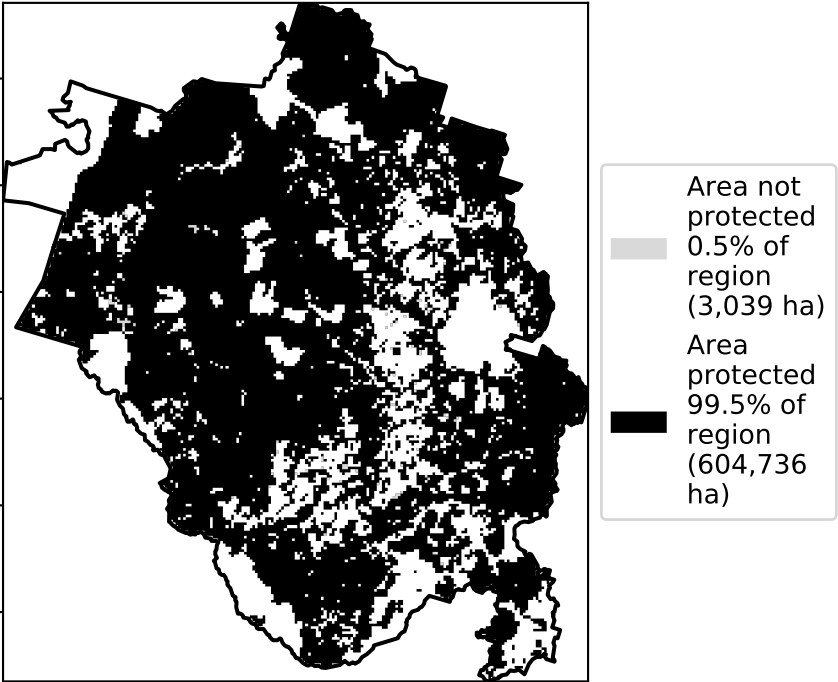 Area not
protected
0.5% of
region
(3,039 ha)
Area
protected
99.5% of
region
(604,736
ha)